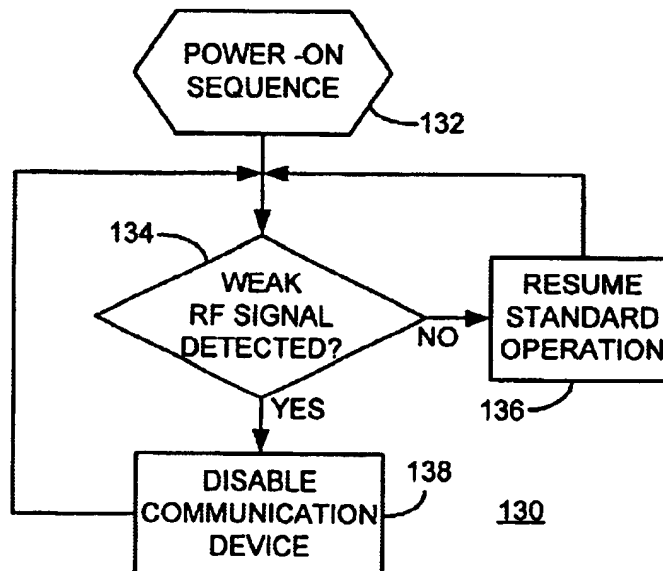 POWER -ON
SEQUENCE
132
134
WEAK
RF SIGNAL
DETECTED?
NO
RESUME
STANDARD
OPERATION
136
YES
DISABLE
COMMUNICATION
DEVICE
138
130